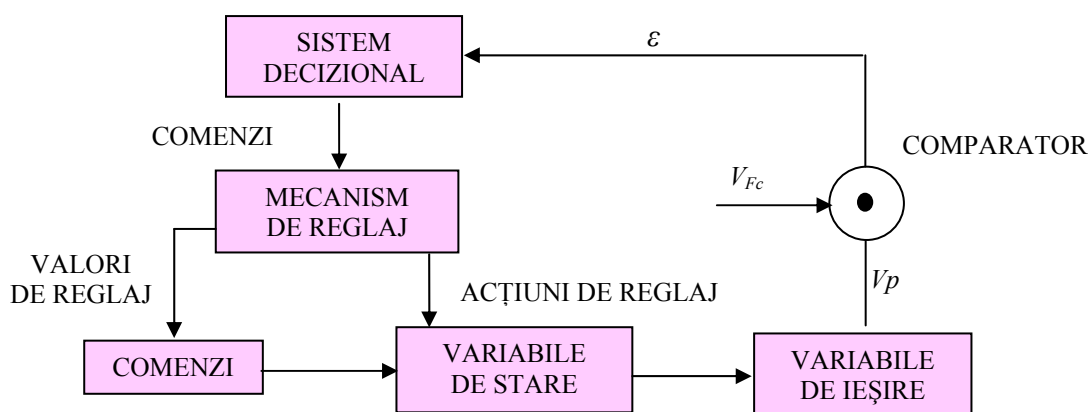 SISTEM
DECIZIONAL
ε
COMENZI
COMPARATOR
MECANISM
DE REGLAJ
V_Fc
VALORI
DE REGLAJ
ACȚIUNI DE REGLAJ
Vp
COMENZI
VARIABILE
DE STARE
VARIABILE
DE IEŞIRE